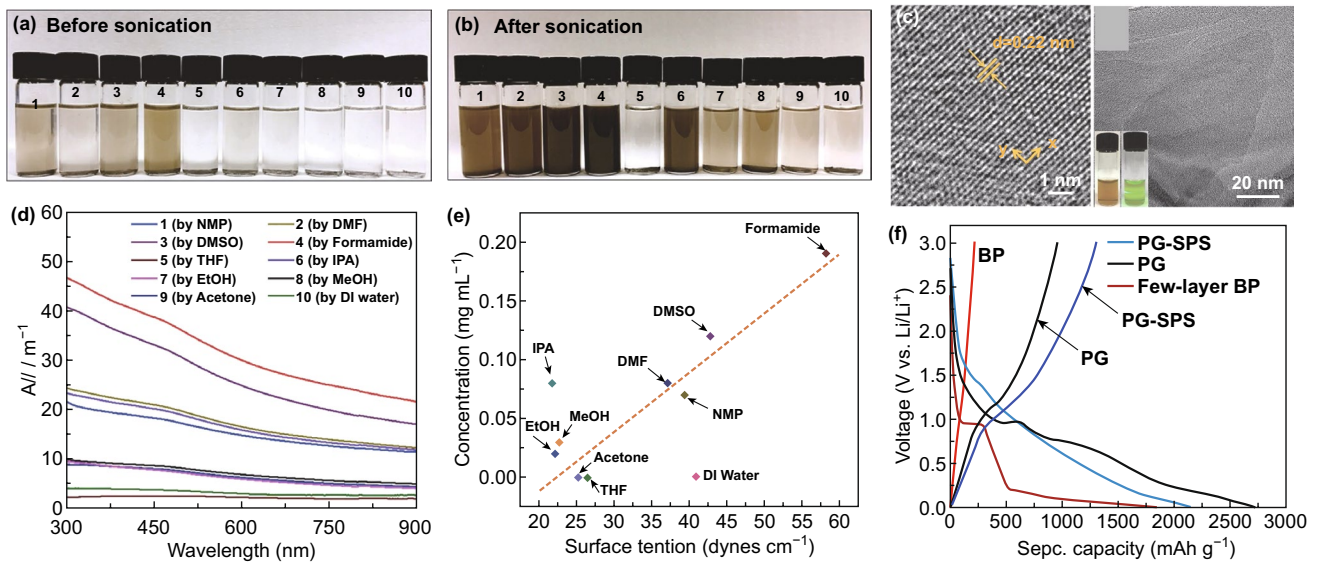 (a) Before sonication
1 2 3 4 5 6 7 8 9 10
(b) After sonication
1 2 3 4 5 6 7 8 9 10
(c)
d=0.22 nm
Y x
1 nm
20 nm
(d)
60
50
40
30
20
10
0
A// / m⁻¹
1 (by NMP) 2 (by DMF)
3 (by DMSO) 4 (by Formamide)
5 (by THF) 6 (by IPA)
7 (by EtOH) 8 (by MeOH)
9 (by Acetone) 10 (by DI water)
300 450 600 750 900
Wavelength (nm)
(e)
0.20
0.15
0.10
0.05
0.00
Concentration (mg mL⁻¹)
Formamide
DMSO
IPA
DMF
NMP
MeOH
EtOH
Acetone
THF
DI Water
20 25 30 35 40 45 50 55 60
Surface tention (dynes cm⁻¹)
(f)
3.0
2.5
2.0
1.5
1.0
0.5
0.0
Voltage (V vs. Li/Li⁺)
BP
PG-SPS
PG
Few-layer BP
PG-SPS
PG
0 500 1000 1500 2000 2500 3000
Sepc. capacity (mAh g⁻¹)